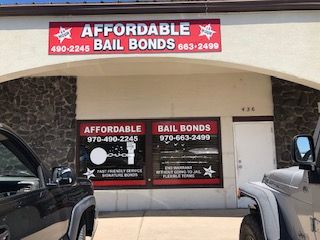 AFFORDABLE
490-2245 BAIL BONDS 663-2499
AFFORDABLE
970-490-2245
FAST FRIENDLY SERVICE
SIGNATURE BONDS
BAIL BONDS
970-663-2499
END WARRANT
WITHOUT GOING TO JAIL
FLEXIBLE TERMS
436